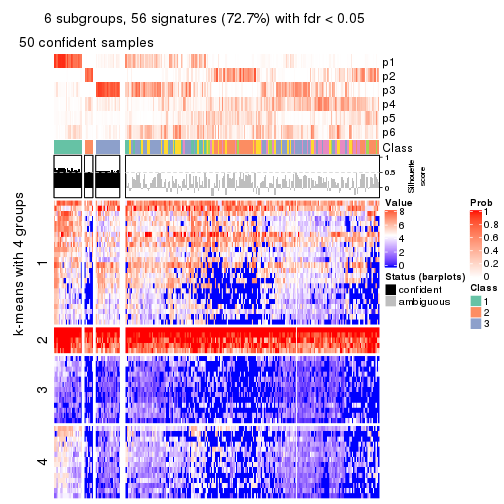 6 subgroups, 56 signatures (72.7%) with fdr < 0.05
50 confident samples
p1
p2
p3
p4
p5
p6
Class
1
0.5
0
Silhouette
score
k-means with 4 groups
1
2
3
4
Value
8
6
4
2
0
Status (barplots)
confident
ambiguous
Prob
1
0.8
0.6
0.4
0.2
0
Class
1
2
3